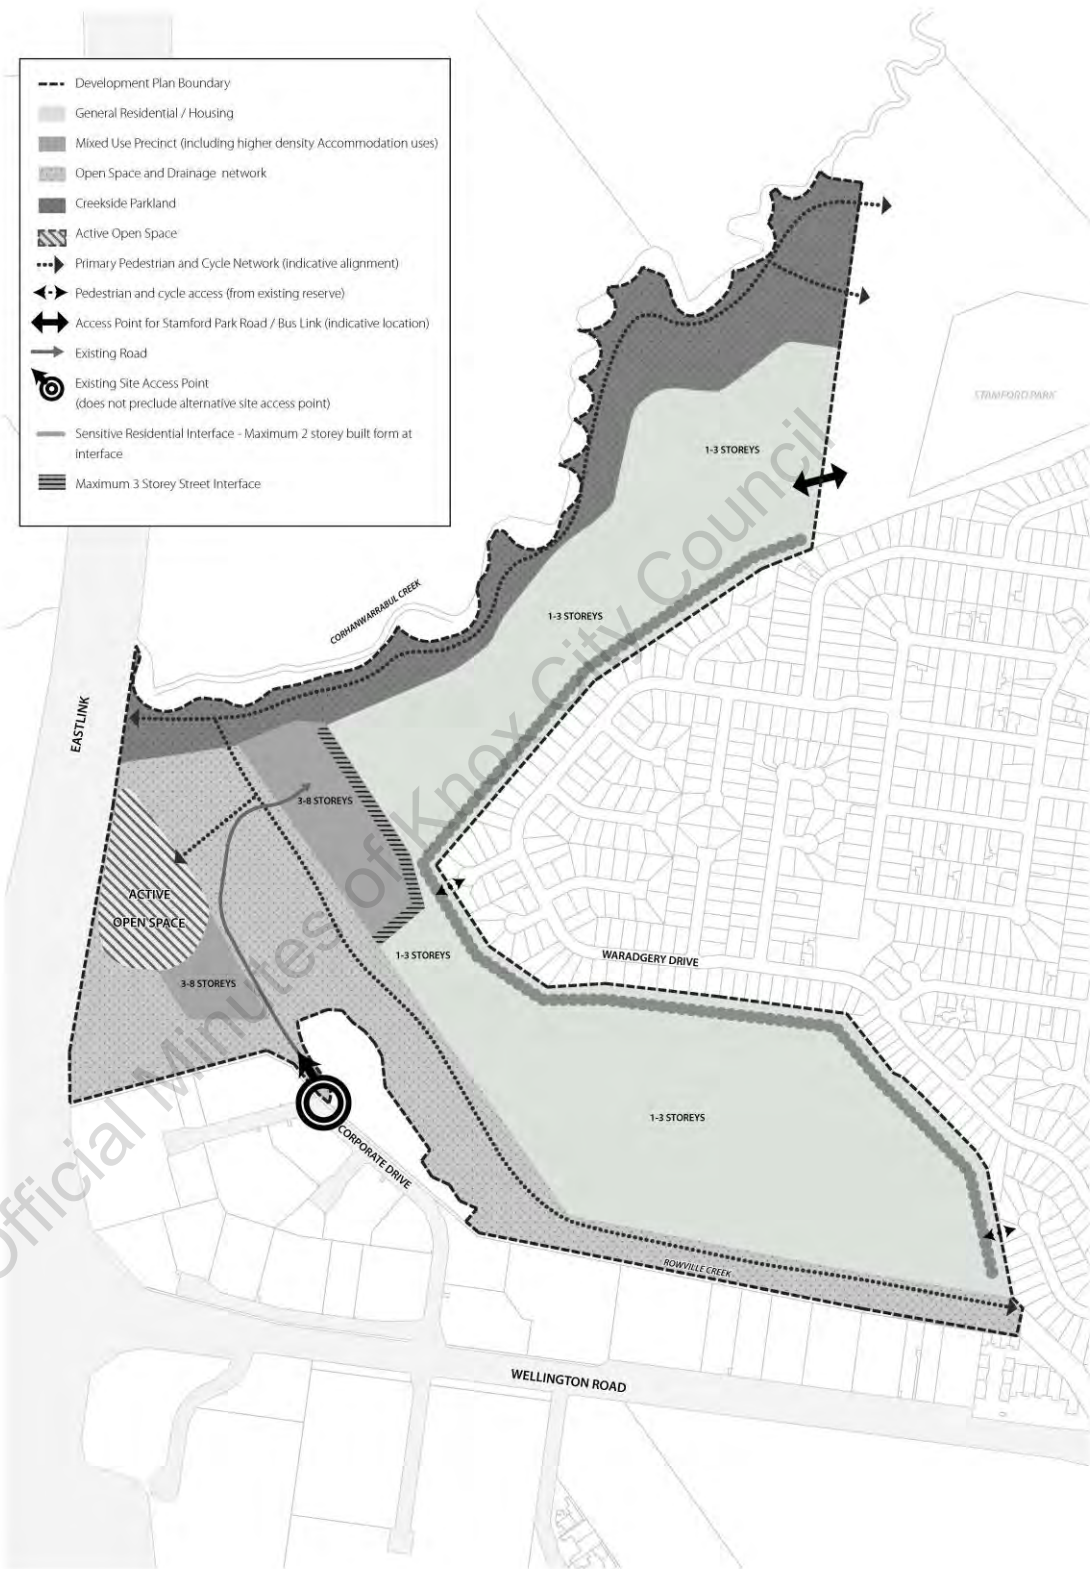 Development Plan Boundary
General Residential / Housing
Mixed Use Precinct (including higher density Accommodation uses)
Open Space and Drainage network
Creekside Parkland
Active Open Space
Primary Pedestrian and Cycle Network (indicative alignment)
Pedestrian and cycle access (from existing reserve)
Access Point for Stamford Park Road / Bus Link (indicative location)
Existing Road
Existing Site Access Point
(does not preclude alternative site access point)
Sensitive Residential Interface - Maximum 2 storey built form at
interface
Maximum 3 Storey Street Interface
STAMFORD PARK
1-3 STOREYS
1-3 STOREYS
CORHANWARRABUL CREEK
EASTLINK
3-8 STOREYS
ACTIVE
OPEN SPACE
1-3 STOREYS
WARADGERY DRIVE
3-8 STOREYS
1-3 STOREYS
CORPORATE DRIVE
ROWVILLE CREEK
WELLINGTON ROAD
Official Minutes of Knox City Council